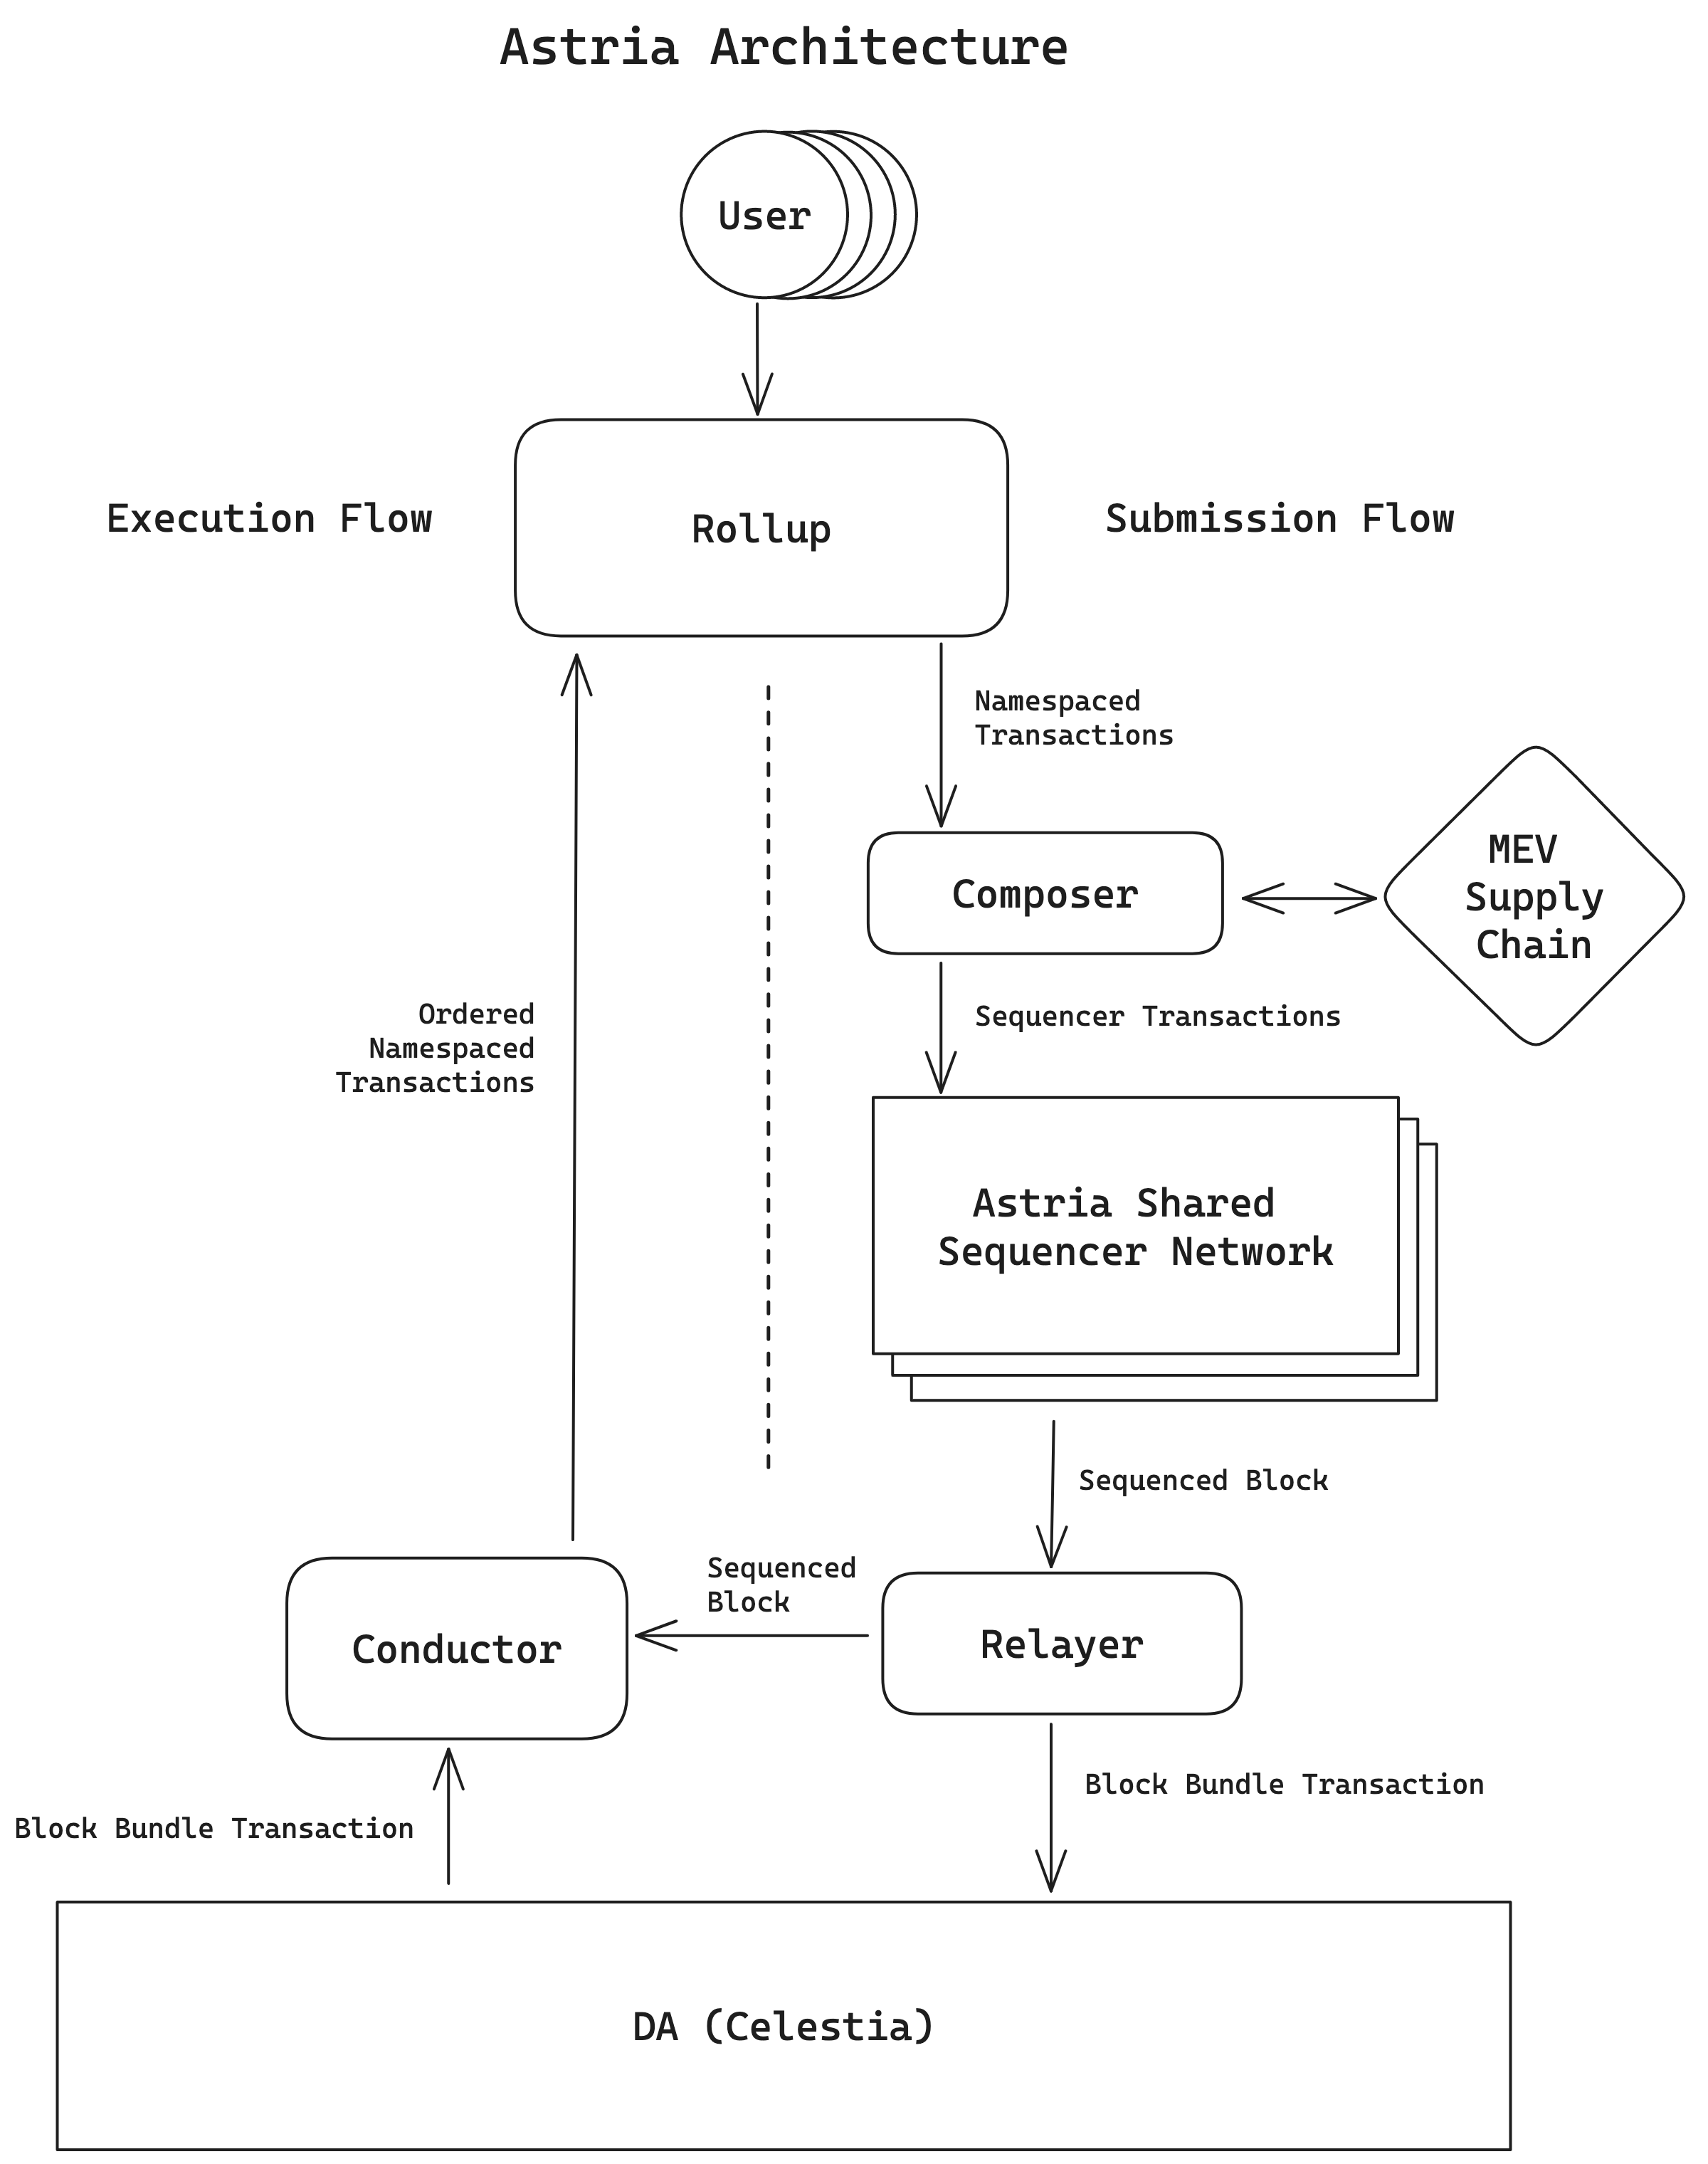 Astria Architecture
User
Rollup
Execution Flow
Submission Flow
Namespaced
Transactions
Composer
MEV
Supply
Chain
Sequencer Transactions
Ordered
Namespaced
Transactions
Astria Shared
Sequencer Network
Sequenced Block
Sequenced
Block
Conductor
Relayer
Block Bundle Transaction
Block Bundle Transaction
DA (Celestia)